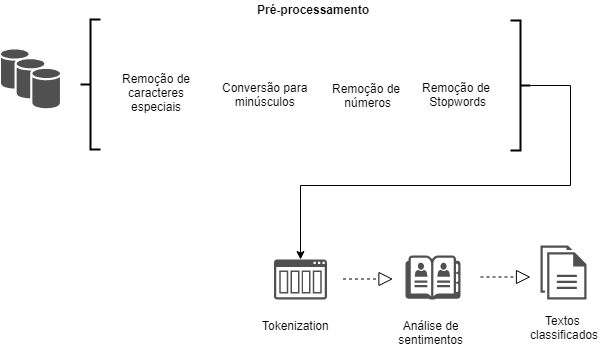 Pré-processamento
Remoção de
caracteres
especiais
Conversão para
minúsculos
Remoção de
números
Remoção de
Stopwords
Tokenization
Análise de
sentimentos
Textos
classificados